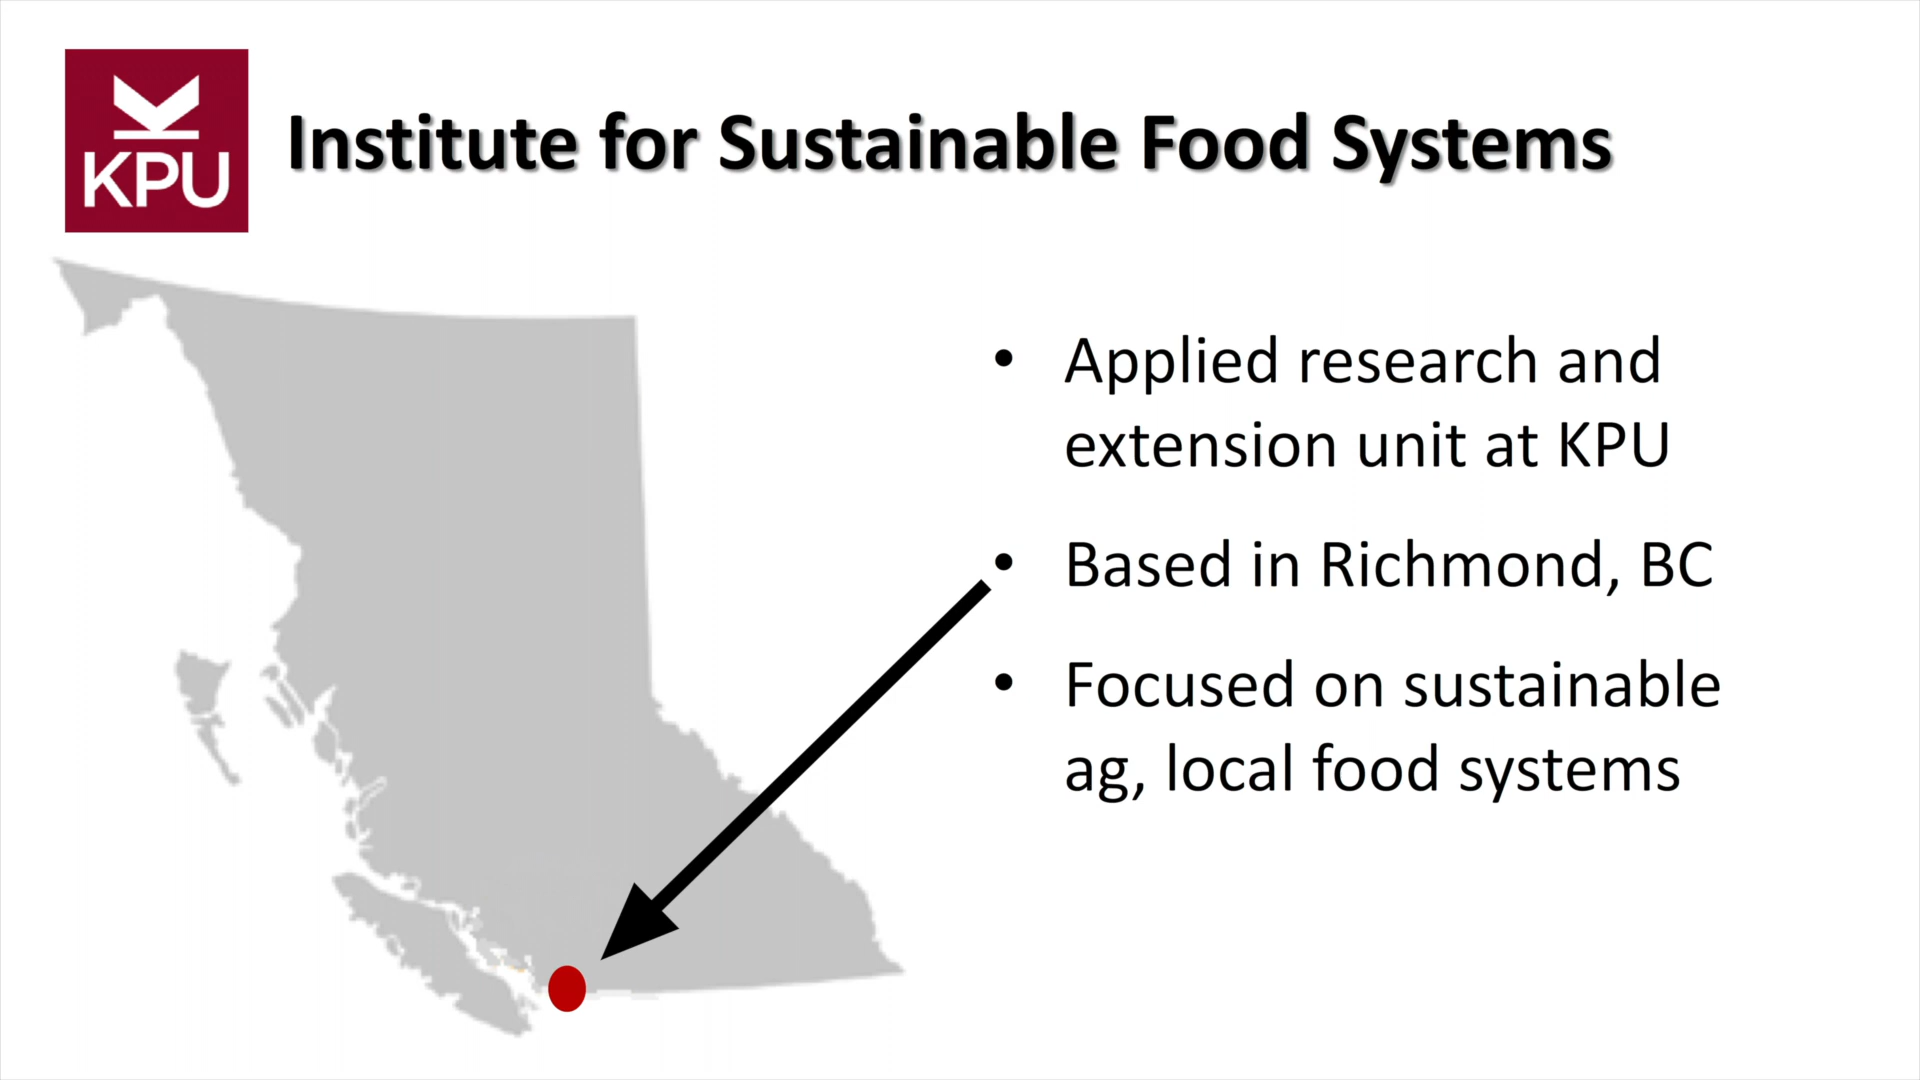 KPU
Institute for Sustainable Food Systems
• Applied research and
extension unit at KPU
• Based in Richmond, BC
• Focused on sustainable
ag, local food systems